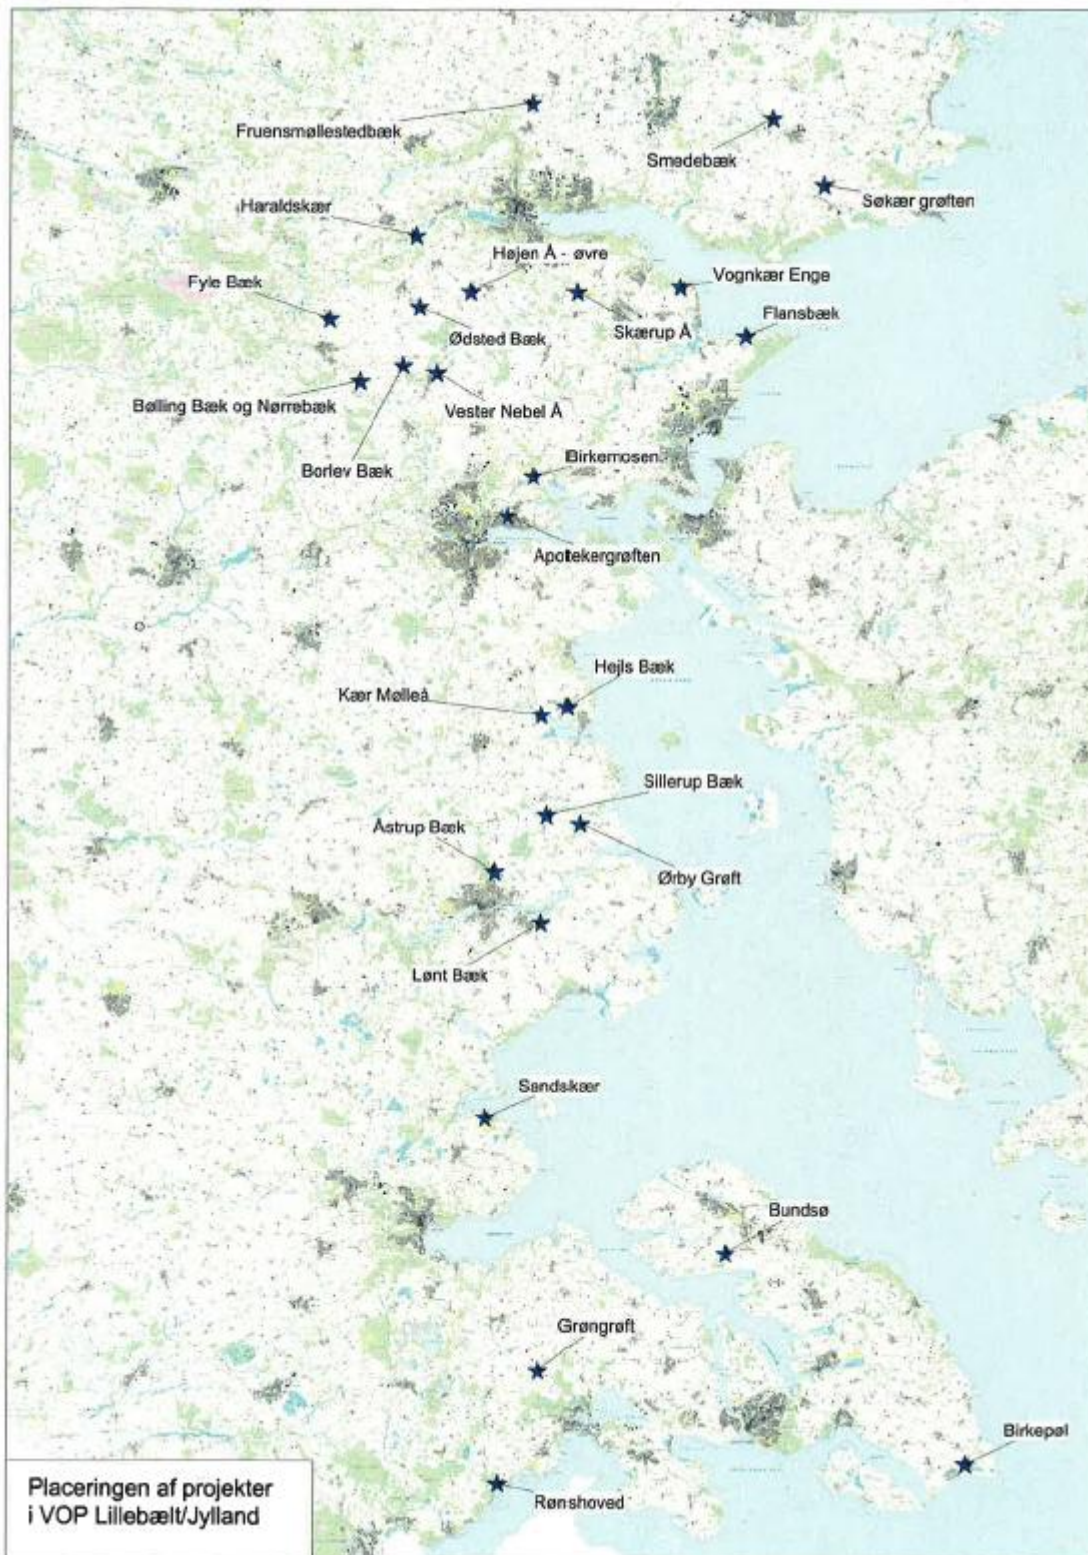 Fruensmøllestedbæk
Smedebæk
Søkær grøften
Haraldskær
Højen Å - øvre
Vognkær Enge
Fyle Bæk
Flansbæk
Skærup Å
Ødsted Bæk
Bølling Bæk og Nørrebæk
Vester Nebel Å
Borlev Bæk
Birkemosen
Apotekergrøften
Hejls Bæk
Kær Mølleå
Sillerup Bæk
Åstrup Bæk
Ørby Grøft
Lønt Bæk
Sandskær
Bundsø
Grøngrøft
Birkepøl
Rønshoved
Placeringen af projekter
i VOP Lillebælt/Jylland